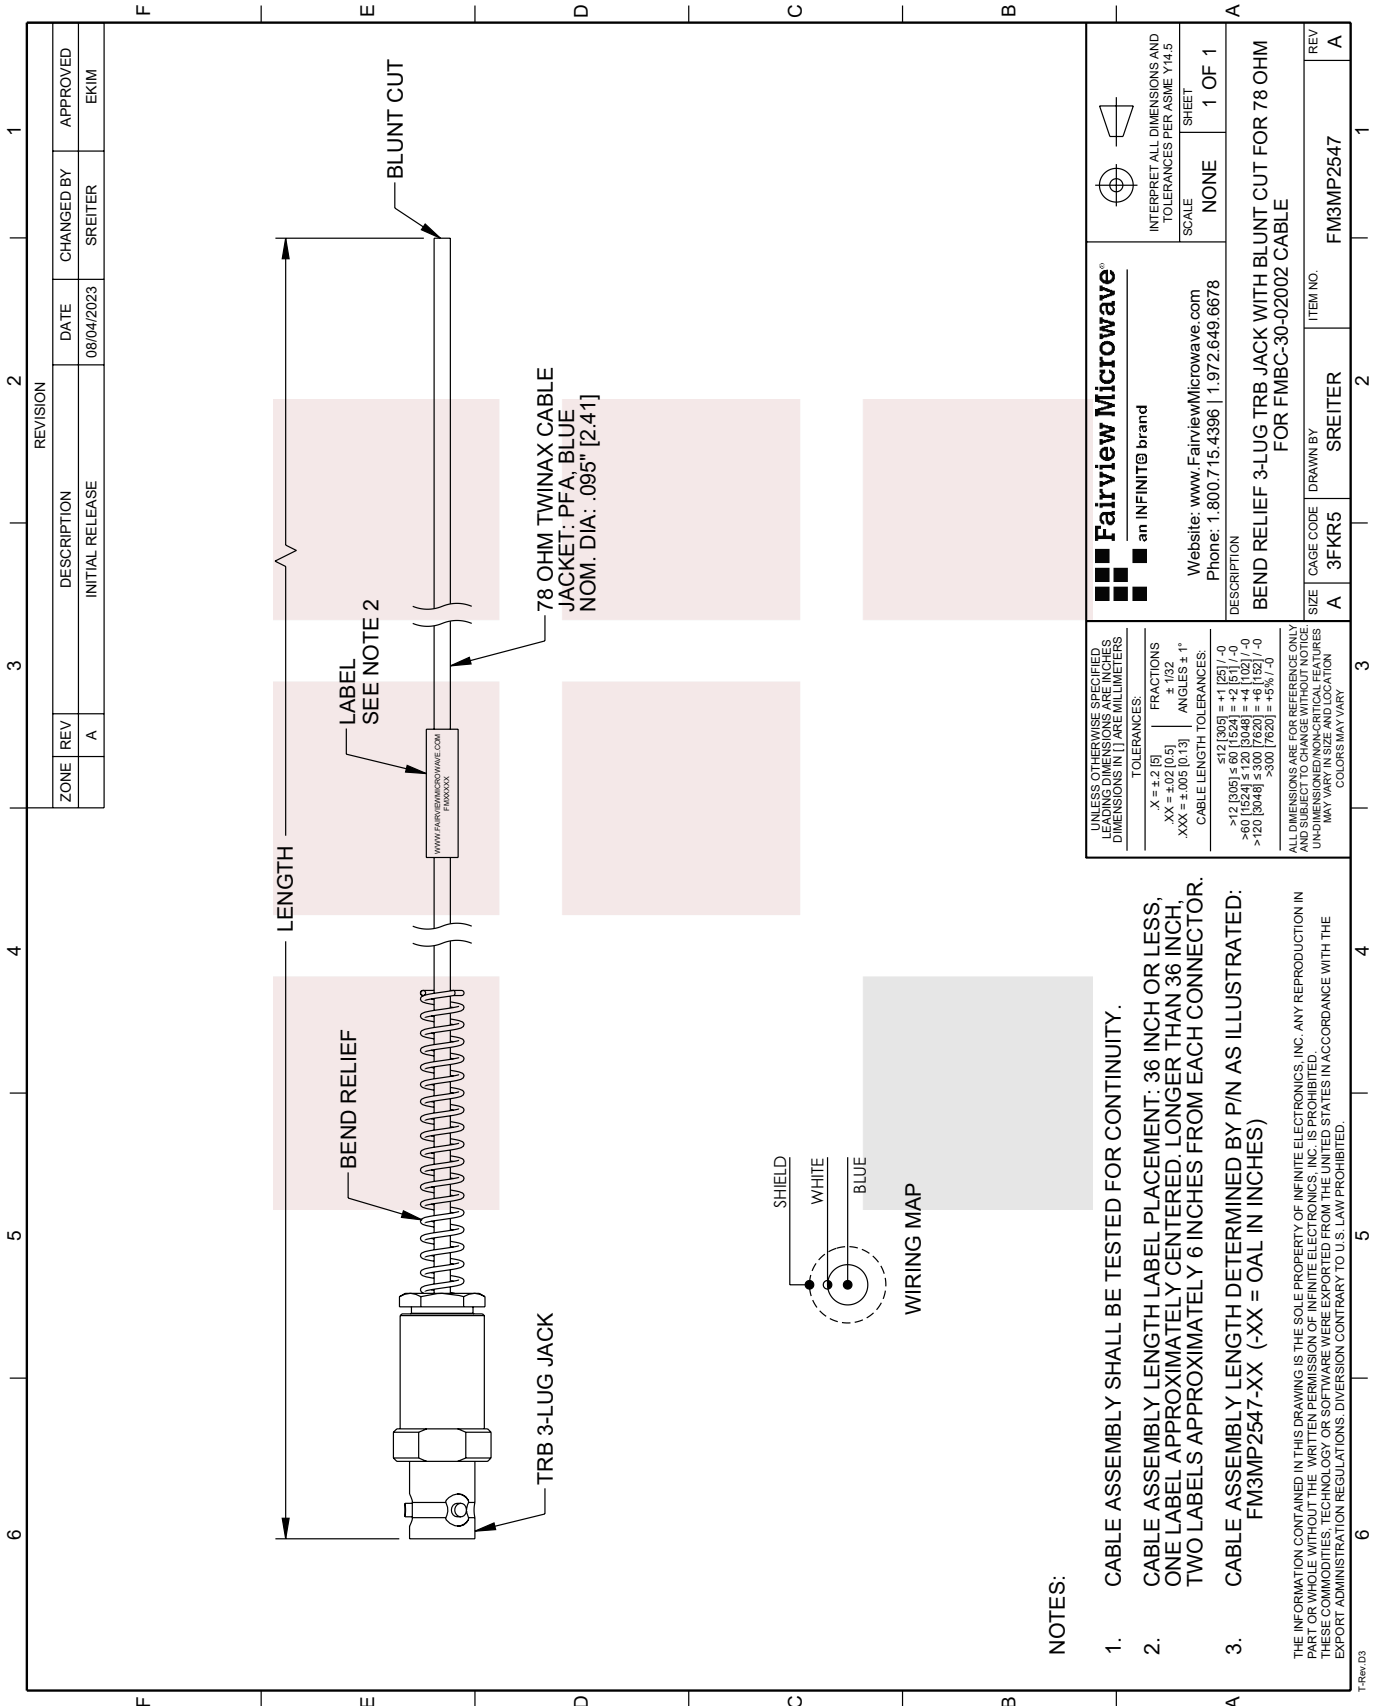 REVISION
ZONE REV DESCRIPTION DATE CHANGED BY APPROVED
A INITIAL RELEASE 08/04/2023 SREITER EKIM
6 5 4 3 2 1
F
E
D
C
B
A
LENGTH
BEND RELIEF
LABEL
SEE NOTE 2
BLUNT CUT
WWW.FAIRVIEWMICROWAVE.COM
FMXXXXX
TRB 3-LUG JACK
78 OHM TWINAX CABLE
JACKET: PFA, BLUE
NOM. DIA: .095" [2.41]
SHIELD
WHITE
BLUE
WIRING MAP
NOTES:
1. CABLE ASSEMBLY SHALL BE TESTED FOR CONTINUITY.
2. CABLE ASSEMBLY LENGTH LABEL PLACEMENT: 36 INCH OR LESS,
ONE LABEL APPROXIMATELY CENTERED. LONGER THAN 36 INCH,
TWO LABELS APPROXIMATELY 6 INCHES FROM EACH CONNECTOR.
3. CABLE ASSEMBLY LENGTH DETERMINED BY P/N AS ILLUSTRATED:
FM3MP2547-XX (-XX = OAL IN INCHES)
THE INFORMATION CONTAINED IN THIS DRAWING IS THE SOLE PROPERTY OF INFINITE ELECTRONICS, INC. ANY REPRODUCTION IN
PART OR WHOLE WITHOUT THE WRITTEN PERMISSION OF INFINITE ELECTRONICS, INC. IS PROHIBITED.
THESE COMMODITIES, TECHNOLOGY OR SOFTWARE WERE EXPORTED FROM THE UNITED STATES IN ACCORDANCE WITH THE
EXPORT ADMINISTRATION REGULATIONS. DIVERSION CONTRARY TO U.S. LAW PROHIBITED.
UNLESS OTHERWISE SPECIFIED
LEADING DIMENSIONS ARE INCHES
DIMENSIONS IN [ ] ARE MILLIMETERS
TOLERANCES:
.X = ±.2 [5] FRACTIONS
.XX = ±.02 [0.5] ± 1/32
.XXX = ±.005 [0.13] ANGLES ± 1°
CABLE LENGTH TOLERANCES:
≤12 [305] = +1 [25] / -0
>12 [305] ≤ 60 [1524] = +2 [51] / -0
>60 [1524] ≤ 120 [3048] = +4 [102] / -0
>120 [3048] ≤ 300 [7620] = +6 [152] / -0
>300 [7620] = +5% / -0
ALL DIMENSIONS ARE FOR REFERENCE ONLY
AND SUBJECT TO CHANGE WITHOUT NOTICE.
UN-DIMENSIONED/NON-CRITICAL FEATURES
MAY VARY IN SIZE AND LOCATION
COLORS MAY VARY
Fairview Microwave®
an INFINIT® brand
Website: www.FairviewMicrowave.com
Phone: 1.800.715.4396 | 1.972.649.6678
INTERPRET ALL DIMENSIONS AND
TOLERANCES PER ASME Y14.5
SCALE
NONE
SHEET
1 OF 1
DESCRIPTION
BEND RELIEF 3-LUG TRB JACK WITH BLUNT CUT FOR 78 OHM
FOR FMBC-30-02002 CABLE
SIZE
A
CAGE CODE
3FKR5
DRAWN BY
SREITER
ITEM NO.
FM3MP2547
REV
A
6 5 4 3 2 1
F
E
D
C
B
A
T-Rev.D3